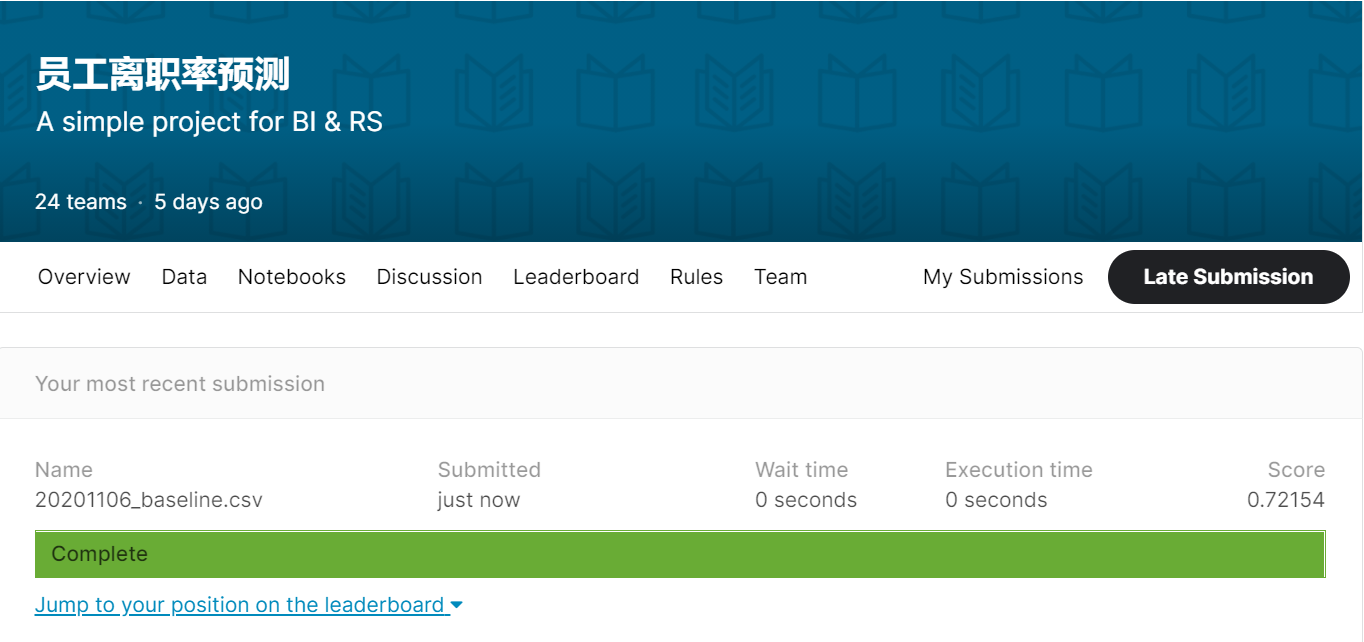 员工离职率预测
A simple project for BI & RS
24 teams · 5 days ago
Overview Data Notebooks Discussion Leaderboard Rules Team My Submissions Late Submission
Your most recent submission
Name Submitted Wait time Execution time Score
20201106_baseline.csv just now 0 seconds 0 seconds 0.72154
Complete
Jump to your position on the leaderboard